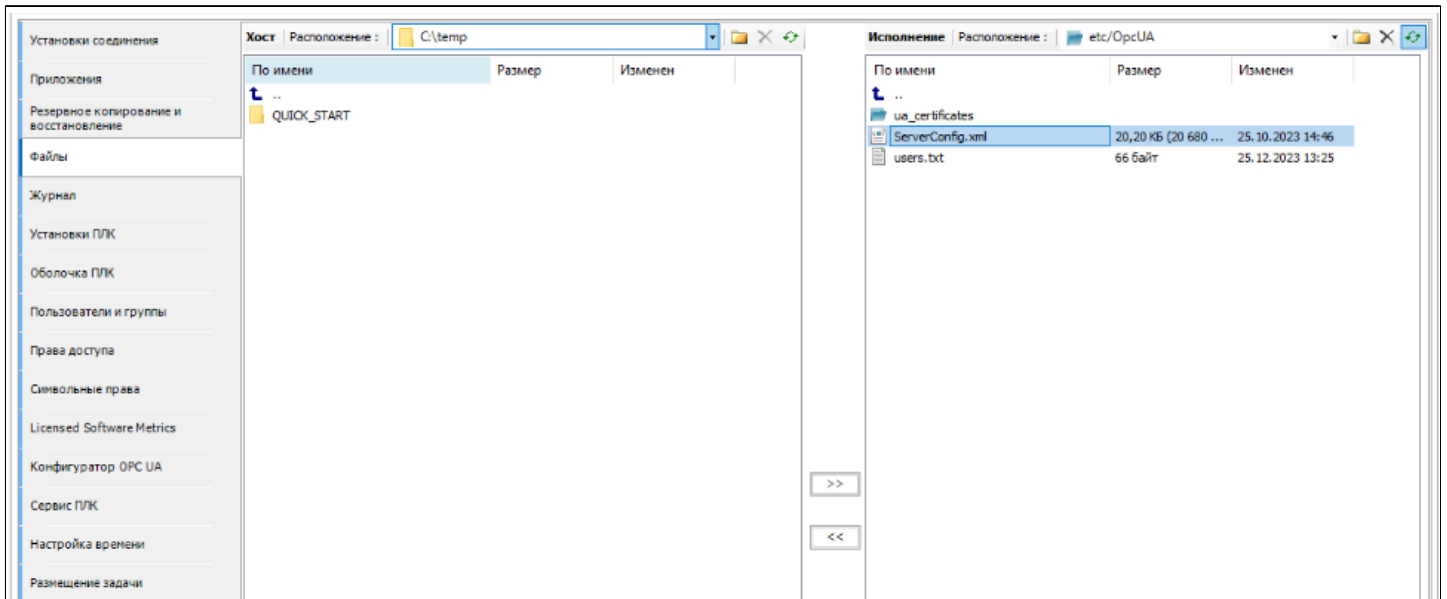 Установки соединения
Приложения
Резервное копирование и
восстановление
Файлы
Журнал
Установки ПЛК
Оболочка ПЛК
Пользователи и группы
Права доступа
Символьные права
Licensed Software Metrics
Конфигуратор OPC UA
Сервис ПЛК
Настройка времени
Размещение задачи
Хост Расположение : C:\temp
По имени Размер Изменен
..
QUICK_START
>>
<<
Исполнение Расположение : etc/OpcUA
По имени Размер Изменен
..
ua_certificates
ServerConfig.xml 20,20 КБ (20 680 ... 25.10.2023 14:46
users.txt 66 байт 25.12.2023 13:25